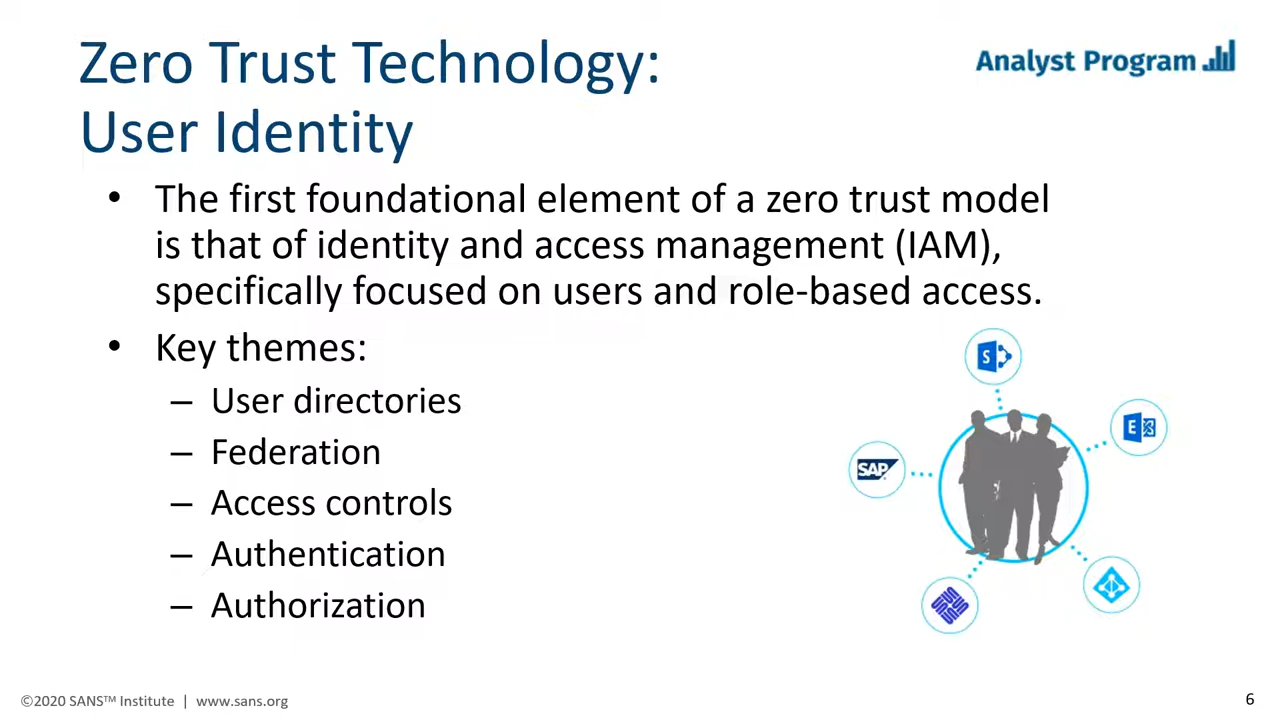 Zero Trust Technology:
User Identity
Analyst Program
• The first foundational element of a zero trust model
is that of identity and access management (IAM),
specifically focused on users and role-based access.
• Key themes:
– User directories
– Federation
– Access controls
– Authentication
– Authorization
S
E
SAP
©2020 SANS™ Institute | www.sans.org
6